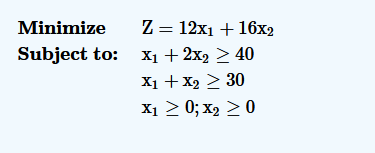 Minimize Z = 12x₁ + 16x₂
Subject to: x₁ + 2x₂ ≥ 40
x₁ + x₂ ≥ 30
x₁ ≥ 0; x₂ ≥ 0